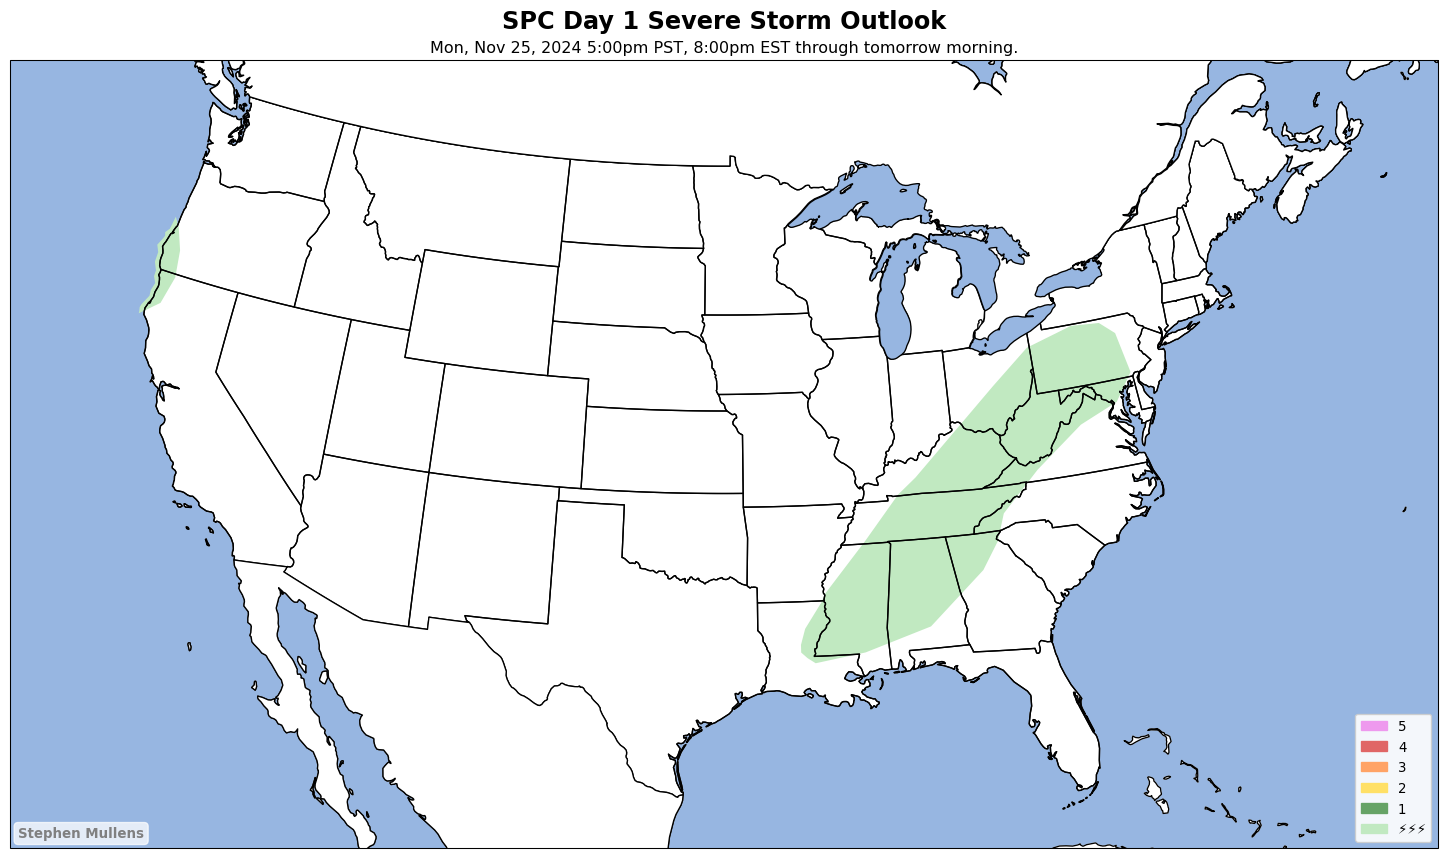 SPC Day 1 Severe Storm Outlook
Mon, Nov 25, 2024 5:00pm PST, 8:00pm EST through tomorrow morning.
5
4
3
2
1
⚡⚡⚡
Stephen Mullens